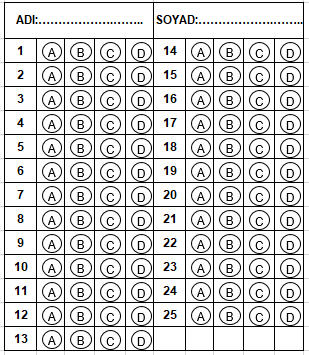 ADI:........................... SOYAD:...........................
1 A B C D 14 A B C D
2 A B C D 15 A B C D
3 A B C D 16 A B C D
4 A B C D 17 A B C D
5 A B C D 18 A B C D
6 A B C D 19 A B C D
7 A B C D 20 A B C D
8 A B C D 21 A B C D
9 A B C D 22 A B C D
10 A B C D 23 A B C D
11 A B C D 24 A B C D
12 A B C D 25 A B C D
13 A B C D